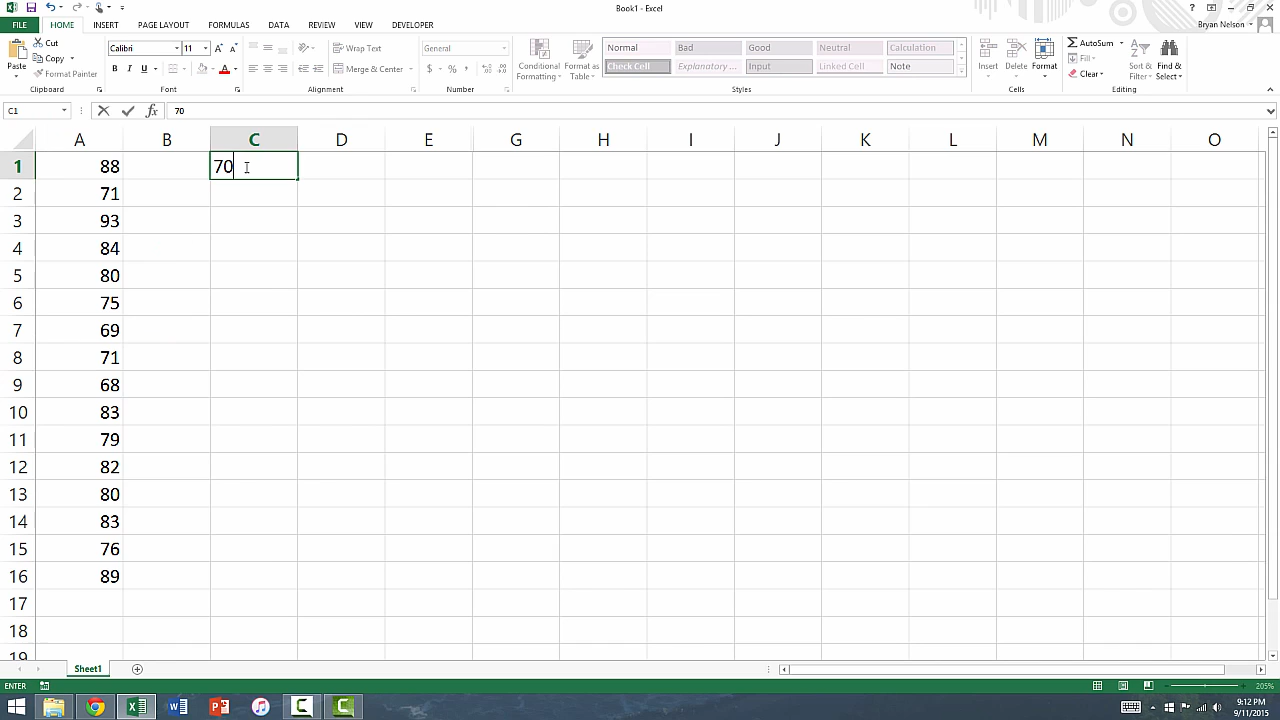 Book1 - Excel
FILE HOME INSERT PAGE LAYOUT FORMULAS DATA REVIEW VIEW DEVELOPER
Bryan Nelson
Paste
Cut
Copy
Format Painter
Clipboard
Calibri 11
B I U A
Font
Wrap Text
Merge & Center
Alignment
General
$ % ,
Number
Conditional Formatting
Format as Table
Normal Bad Good Neutral Calculation
Check Cell Explanatory ... Input Linked Cell Note
Styles
Insert Delete Format
Cells
AutoSum
Fill
Clear
Sort & Filter
Find & Select
Editing
C1 fx 70
A B C D E G H I J K L M N O
1 88 70
2 71
3 93
4 84
5 80
6 75
7 69
8 71
9 68
10 83
11 79
12 82
13 80
14 83
15 76
16 89
17
18
19
Sheet1
ENTER 205%
9:12 PM
9/11/2015